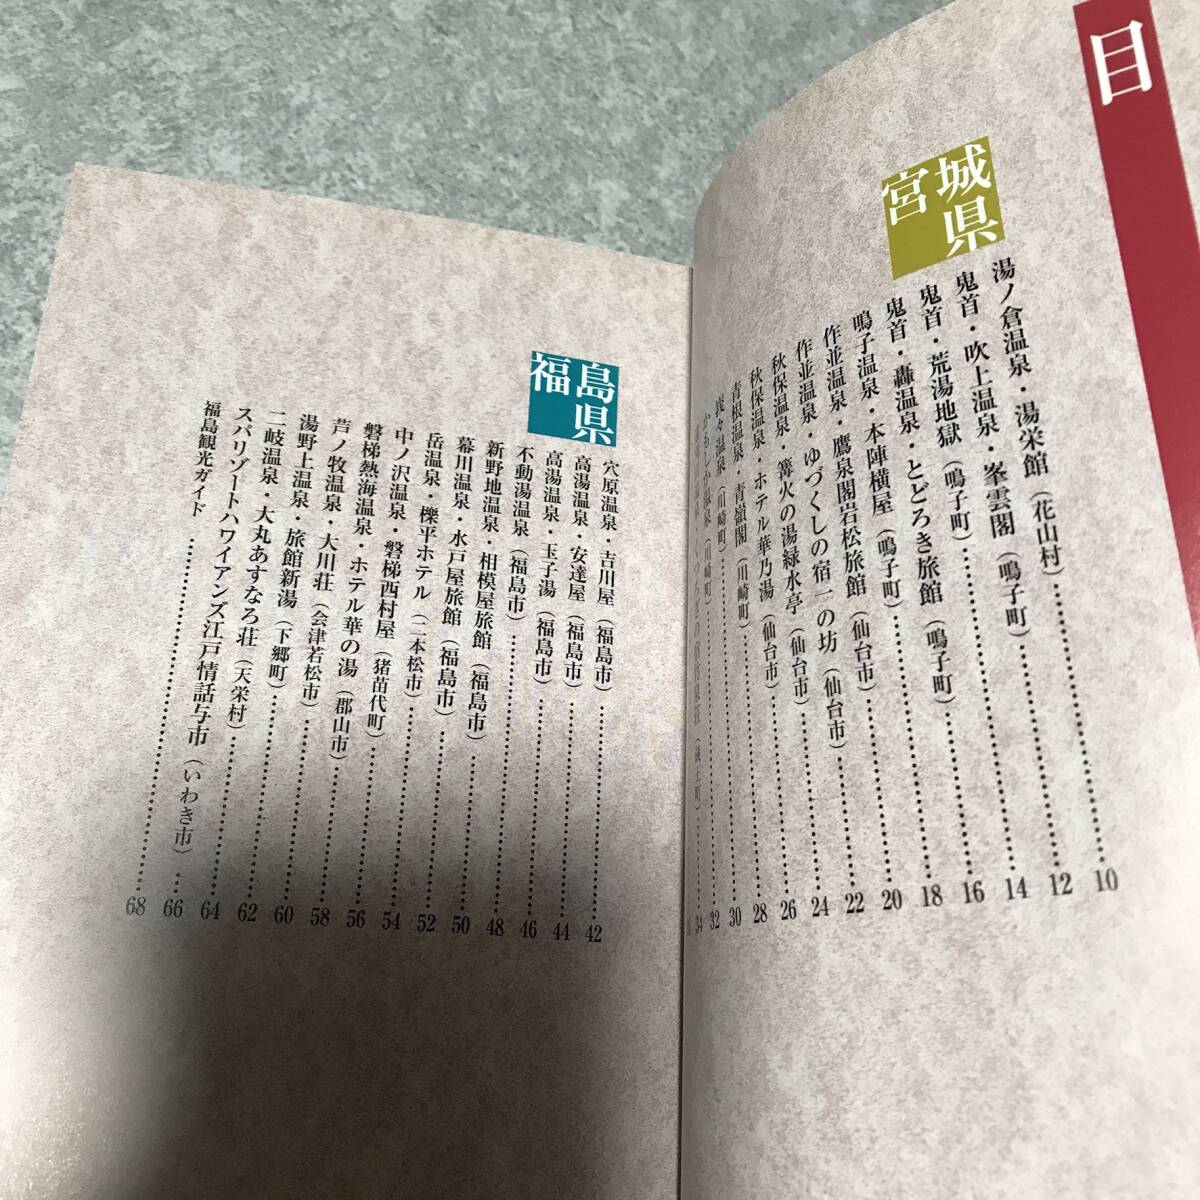 目
宮城県
湯ノ倉温泉・湯栄館(花山村)……10
鬼首・吹上温泉・峯雲閣(鳴子町)……12
鬼首・荒湯地獄(鳴子町)……14
鬼首・轟温泉・とどろき旅館(鳴子町)……16
鳴子温泉・本陣横屋(鳴子町)……18
作並温泉・鷹泉閣岩松旅館(仙台市)……20
作並温泉・ゆづくしの宿一の坊(仙台市)……22
秋保温泉・篝火の湯緑水亭(仙台市)……24
秋保温泉・ホテル華乃湯(仙台市)……26
青根温泉・青嶺閣(川崎町)……28
峩々温泉(川崎町)……30
かもしか温泉(川崎町)……32
34
福島県
穴原温泉・吉川屋(福島市)……42
高湯温泉・安達屋(福島市)……44
高湯温泉・玉子湯(福島市)……46
不動湯温泉(福島市)……48
新野地温泉・相模屋旅館(福島市)……50
幕川温泉・水戸屋旅館(福島市)……52
岳温泉・櫟平ホテル(二本松市)……54
中ノ沢温泉・磐梯西村屋(猪苗代町)……56
磐梯熱海温泉・ホテル華の湯(郡山市)……58
芦ノ牧温泉・大川荘(会津若松市)……60
湯野上温泉・旅館新湯(下郷町)……62
二岐温泉・大丸あすなろ荘(天栄村)……64
スパリゾートハワイアンズ江戸情話与市(いわき市)……66
福島観光ガイド……68